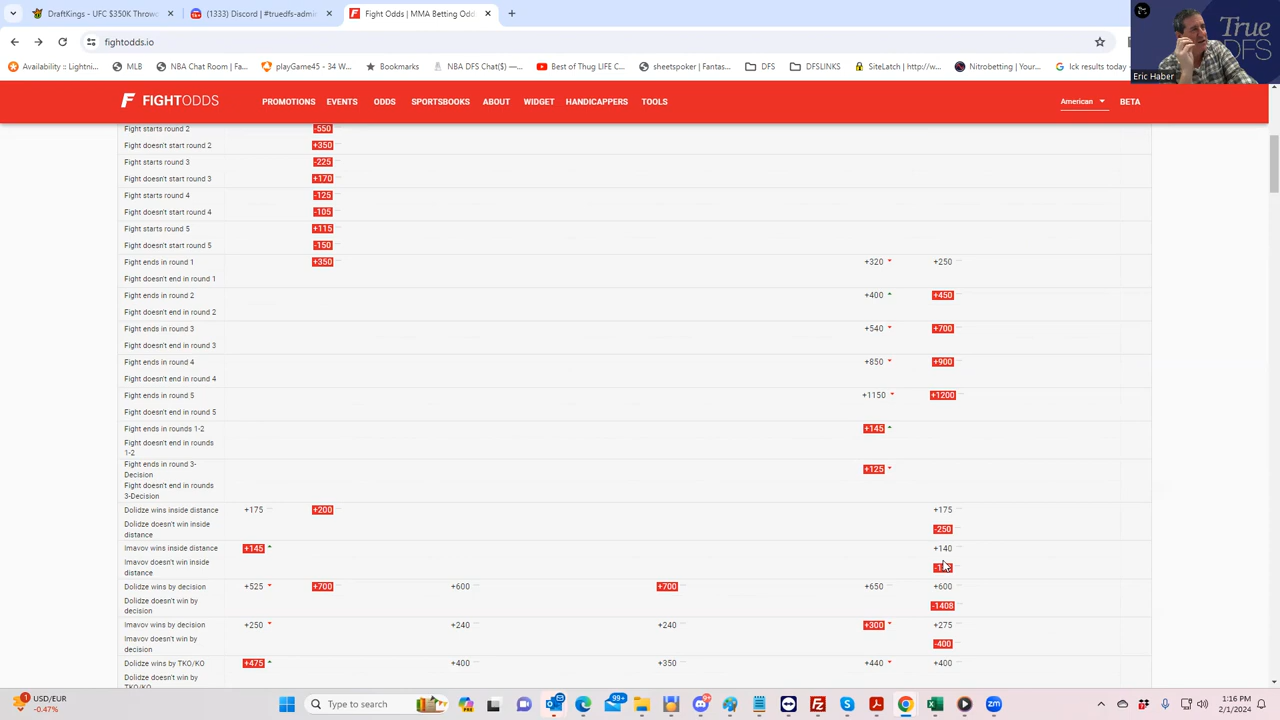 DraftKings - UFC $350K Throw
(1333) Discord | #truedfs-admi
Fight Odds | MMA Betting Odd
fightodds.io
Availability :: Lightni...
MLB
NBA Chat Room | Fa...
playGame45 - 34 W...
Bookmarks
NBA DFS Chat($) —...
Best of Thug LIFE C...
sheetspoker | Fantas...
DFS
DFSLINKS
SiteLatch | SiteLatch
Nitrobetting | Your...
Ick results today | G
True
DFS
Eric Haber
FIGHTODDS
PROMOTIONS EVENTS ODDS SPORTSBOOKS ABOUT WIDGET HANDICAPPERS TOOLS
American BETA
Fight starts round 2 -550
Fight doesn't start round 2 +350
Fight starts round 3 -225
Fight doesn't start round 3 +170
Fight starts round 4 -125
Fight doesn't start round 4 -105
Fight starts round 5 +115
Fight doesn't start round 5 -150
Fight ends in round 1 +350 +320 +250
Fight doesn't end in round 1
Fight ends in round 2 +400 +450
Fight doesn't end in round 2
Fight ends in round 3 +540 +700
Fight doesn't end in round 3
Fight ends in round 4 +850 +900
Fight doesn't end in round 4
Fight ends in round 5 +1150 +1200
Fight doesn't end in round 5
Fight ends in rounds 1-2 +145
Fight doesn't end in rounds
1-2
Fight ends in round 3-
Decision +125
Fight doesn't end in rounds
3-Decision
Dolidze wins inside distance +175 +200 +175
Dolidze doesn't win inside
distance -250
Imavov wins inside distance +145 +140
Imavov doesn't win inside
distance
Dolidze wins by decision +525 +700 +600 +700 +650 +600
Dolidze doesn't win by
decision -1408
Imavov wins by decision +250 +240 +240 +300 +275
Imavov doesn't win by
decision -400
Dolidze wins by TKO/KO +475 +400 +350 +440 +400
Dolidze doesn't win by
TKO/KO
1
USD/EUR
-0.47%
Search
99+
1:16 PM
2/1/2024